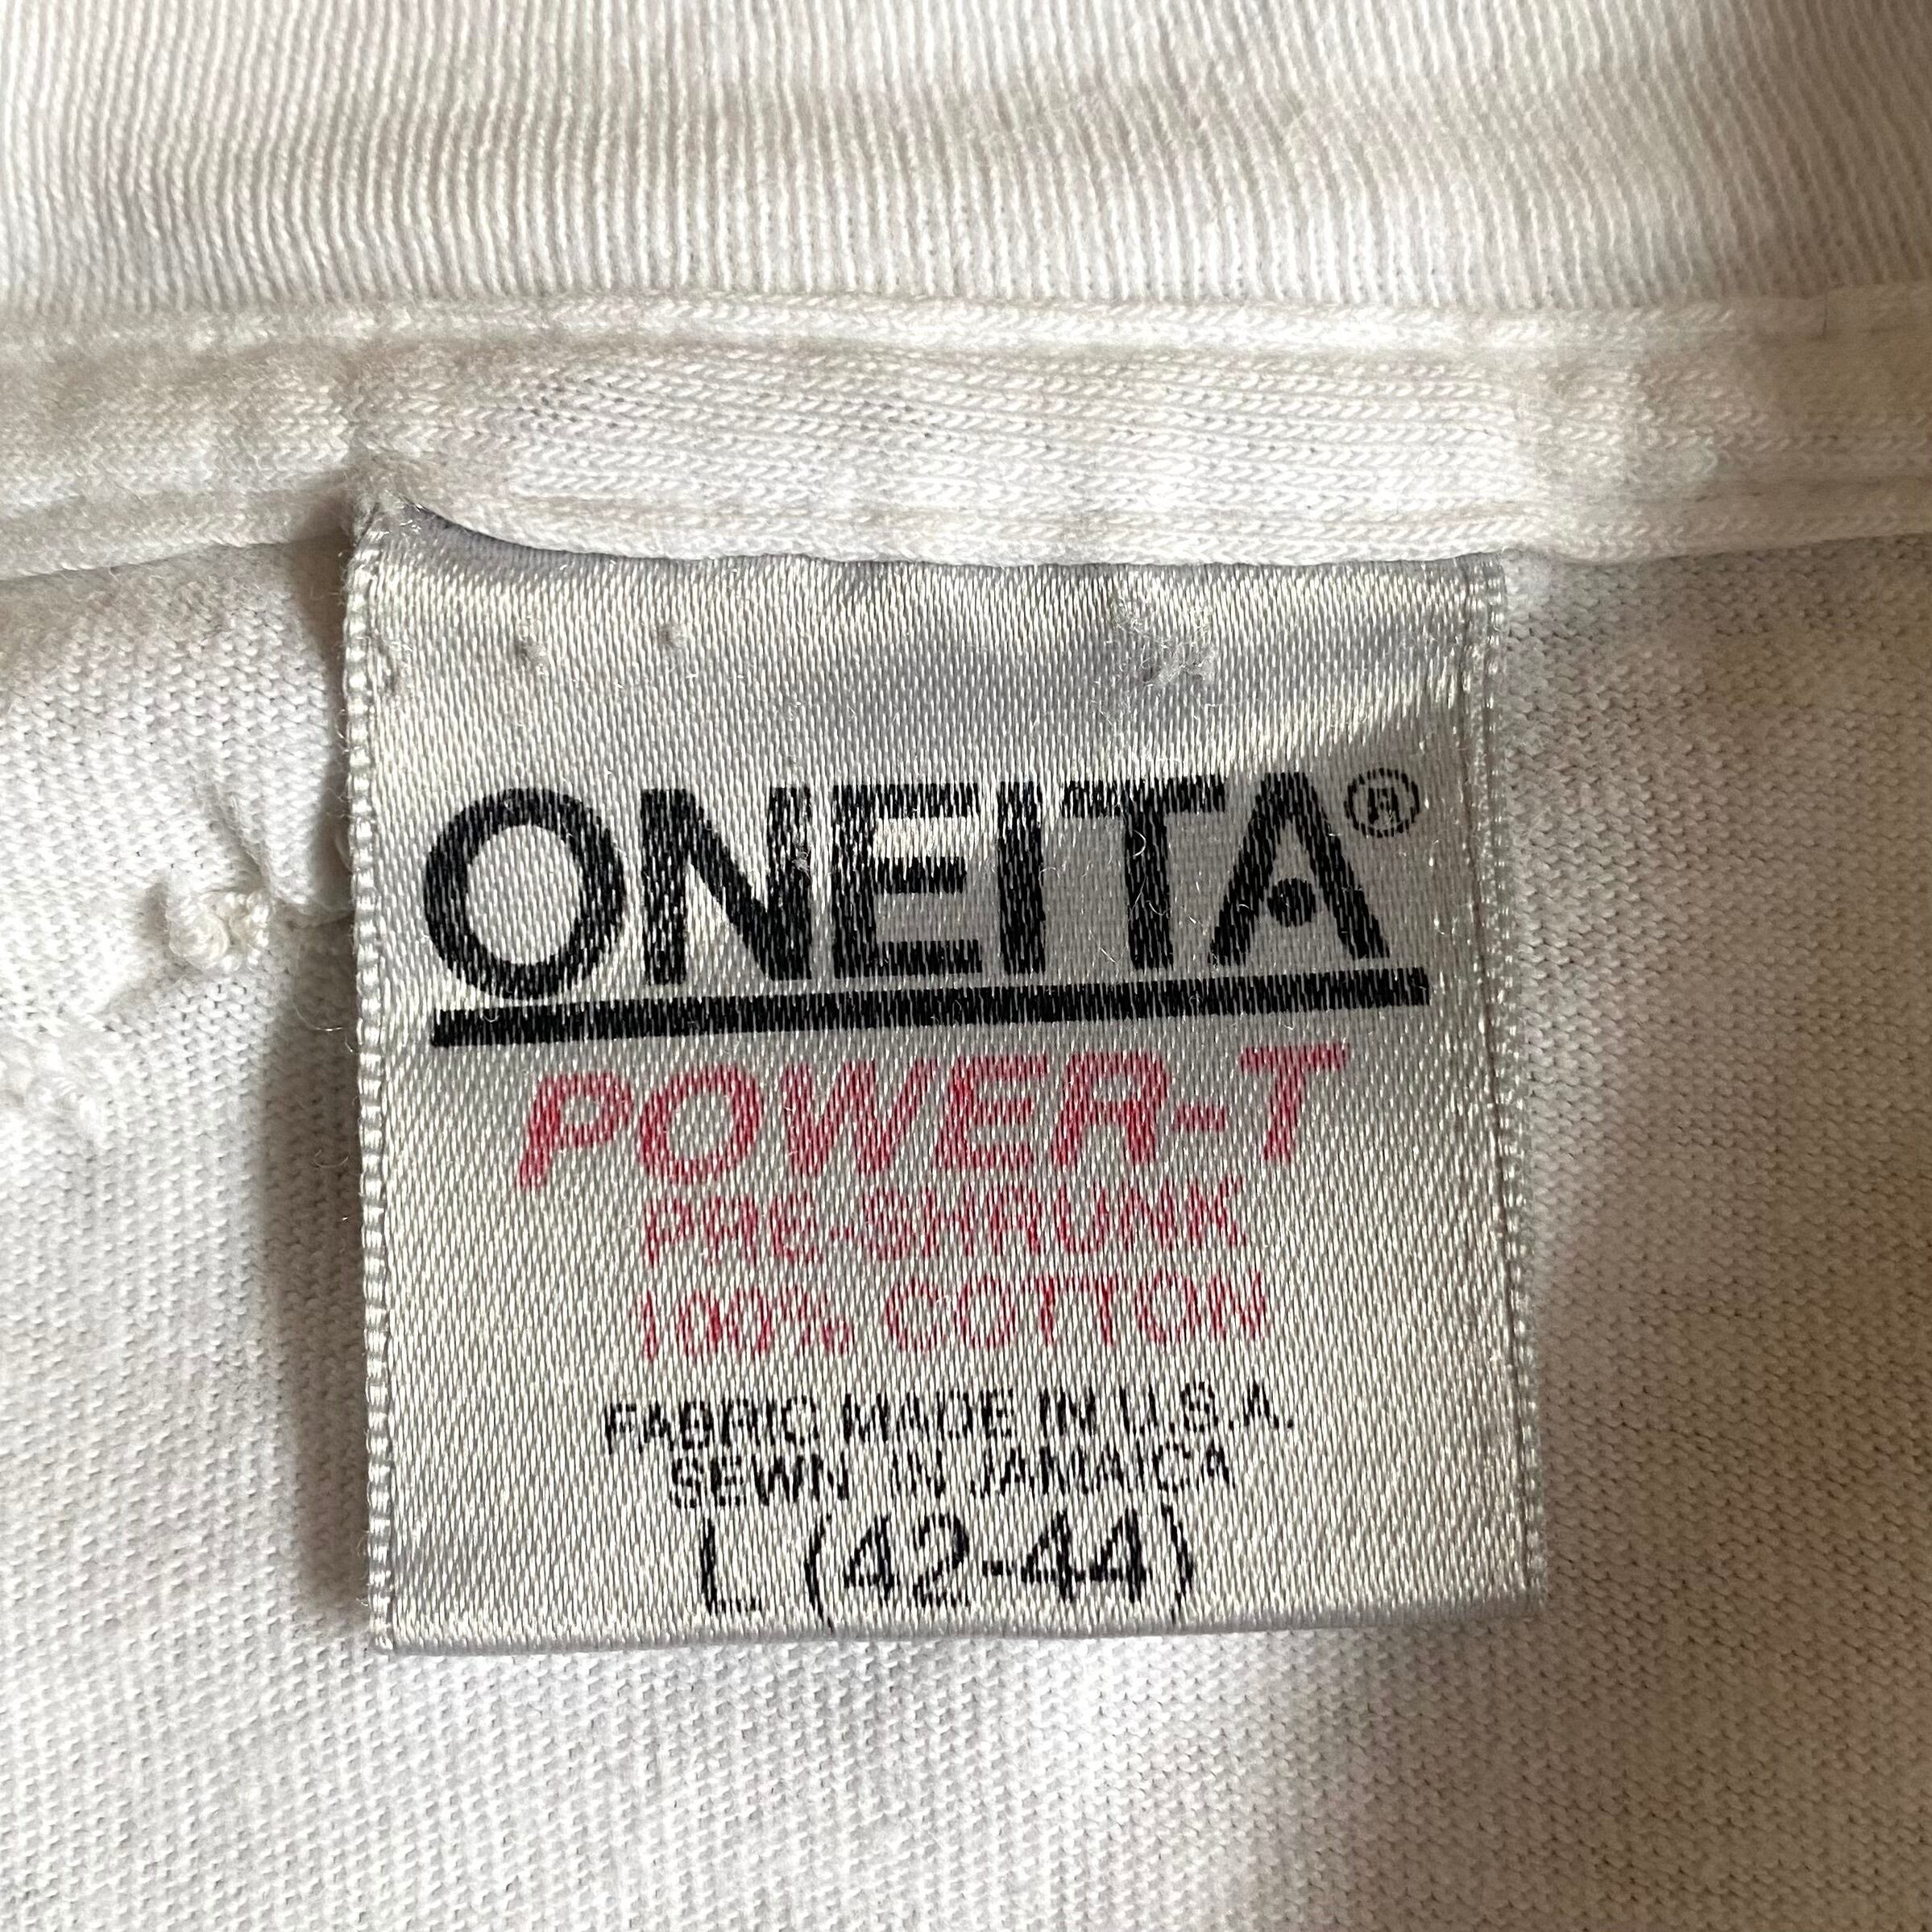 ONEITA®
POWER-T
PRE-SHRUNK
100% COTTON
FABRIC MADE IN U.S.A.
SEWN IN JAMAICA
L (42-44)